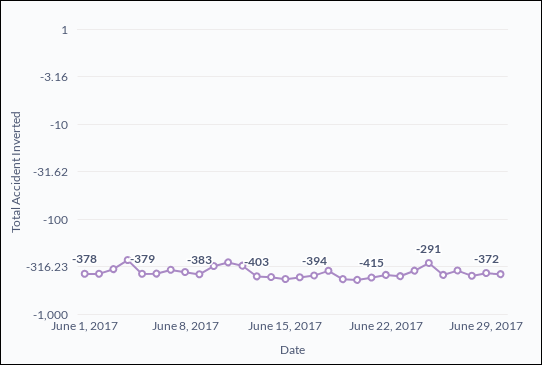 1
-3.16
-10
-31.62
-100
-316.23
-1,000
Total Accident Inverted
-378
-379
-383
-403
-394
-415
-291
-372
June 1, 2017
June 8, 2017
June 15, 2017
June 22, 2017
June 29, 2017
Date